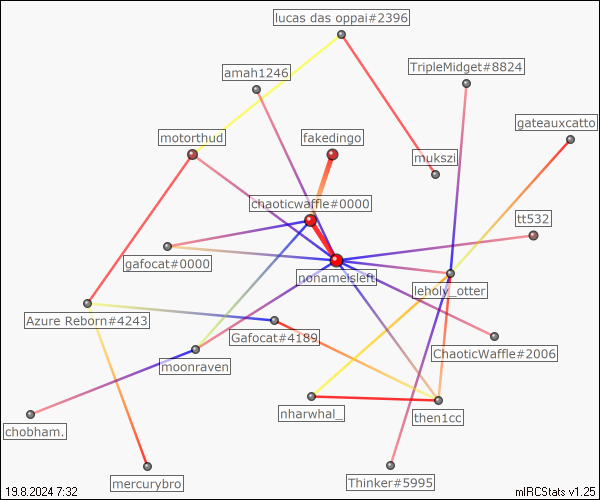 lucas das oppai#2396
amah1246
TripleMidget#8824
gateauxcatto
motorthud
fakedingo
mukszi
chaoticwaffle#0000
tt532
gafocat#0000
nonameisleft
leholy_otter
Azure Reborn#4243
Gafocat#4189
ChaoticWaffle#2006
moonraven
nharwhal_
then1cc
chobham.
mercurybro
Thinker#5995
19.8.2024 7:32
mIRCStats v1.25